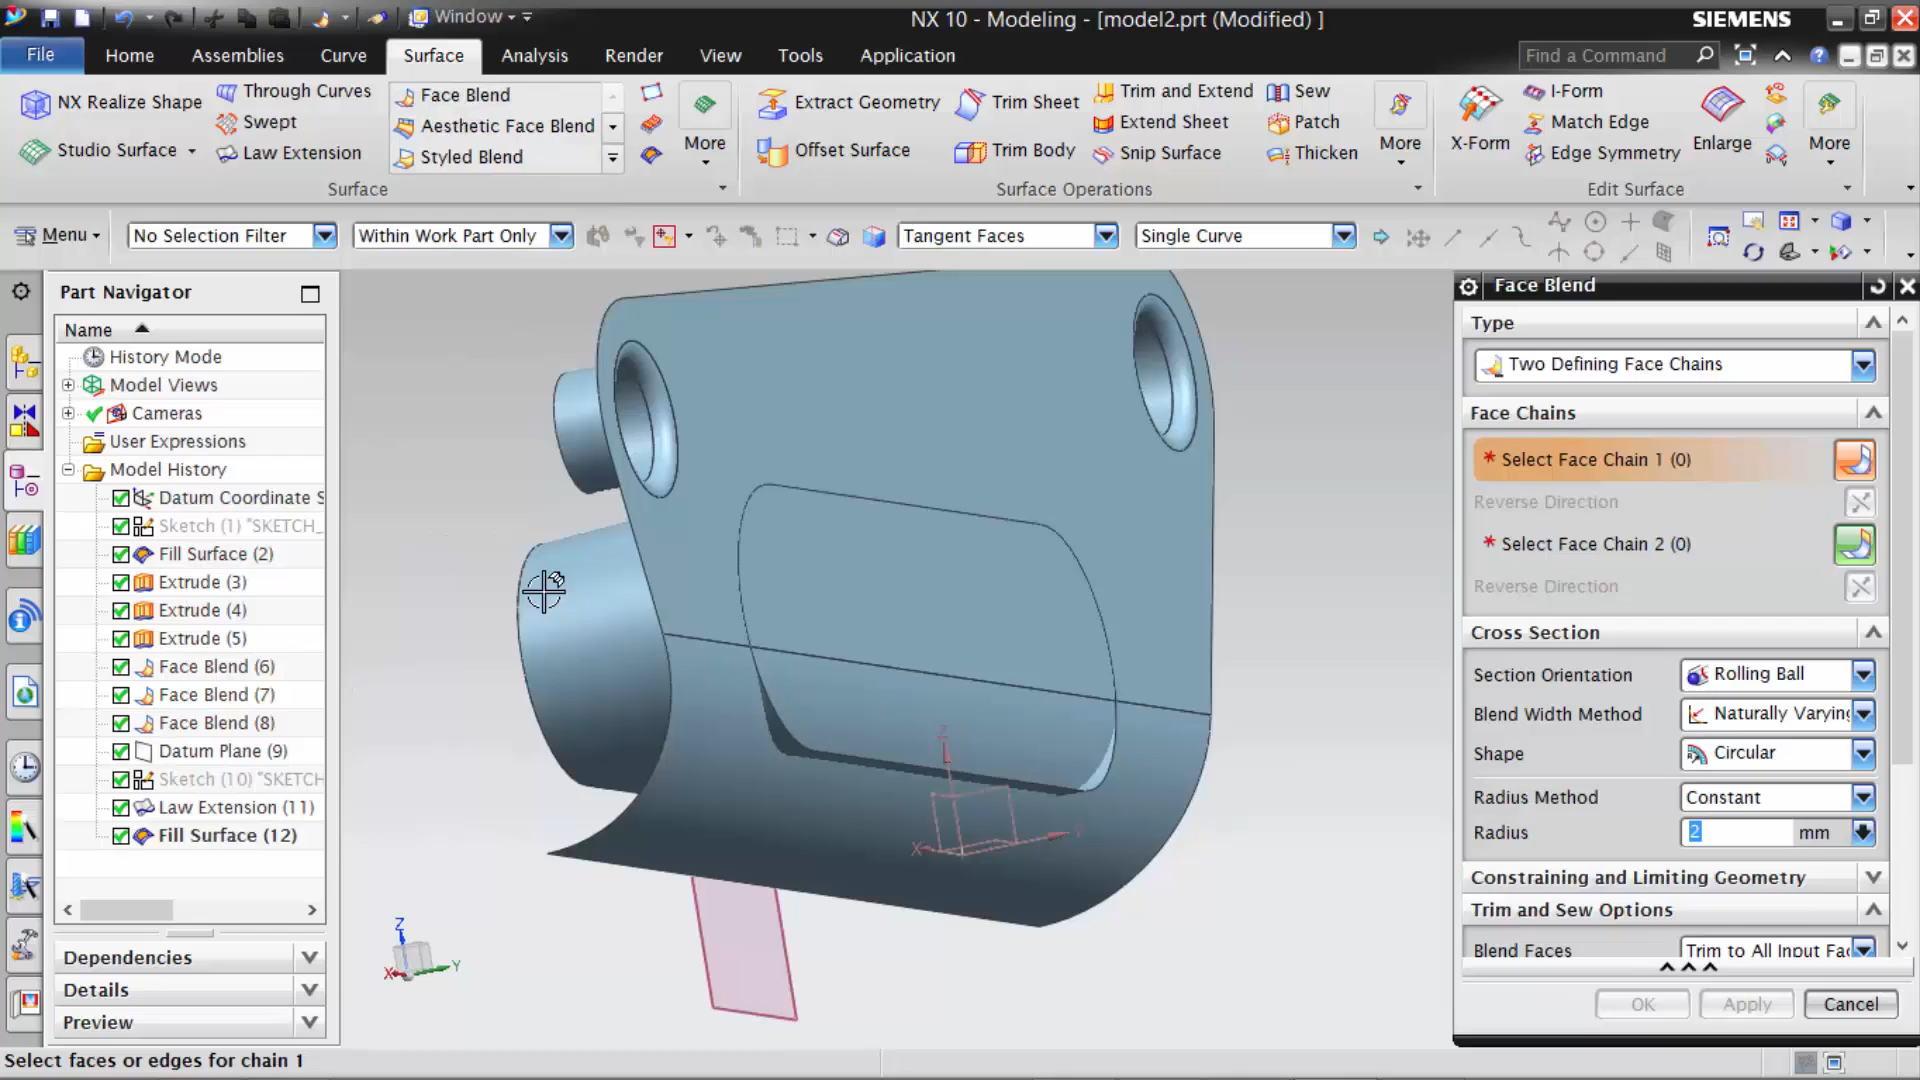 Window
NX 10 - Modeling - [model2.prt (Modified) ]
SIEMENS
File
Home
Assemblies
Curve
Surface
Analysis
Render
View
Tools
Application
Find a Command
NX Realize Shape
Studio Surface
Through Curves
Swept
Law Extension
Face Blend
Aesthetic Face Blend
Styled Blend
More
Surface
Extract Geometry
Offset Surface
Trim Sheet
Trim Body
Trim and Extend
Extend Sheet
Snip Surface
Sew
Patch
Thicken
More
Surface Operations
X-Form
I-Form
Match Edge
Edge Symmetry
Enlarge
More
Edit Surface
Menu
No Selection Filter
Within Work Part Only
Tangent Faces
Single Curve
Part Navigator
Name
History Mode
Model Views
Cameras
User Expressions
Model History
Datum Coordinate S
Sketch (1) "SKETCH_
Fill Surface (2)
Extrude (3)
Extrude (4)
Extrude (5)
Face Blend (6)
Face Blend (7)
Face Blend (8)
Datum Plane (9)
Sketch (10) "SKETCH
Law Extension (11)
Fill Surface (12)
Dependencies
Details
Preview
Z
X
Z
X
Y
Face Blend
Type
Two Defining Face Chains
Face Chains
* Select Face Chain 1 (0)
Reverse Direction
* Select Face Chain 2 (0)
Reverse Direction
Cross Section
Section Orientation
Rolling Ball
Blend Width Method
Naturally Varying
Shape
Circular
Radius Method
Constant
Radius
2
mm
Constraining and Limiting Geometry
Trim and Sew Options
Blend Faces
Trim to All Input Fac
OK
Apply
Cancel
Select faces or edges for chain 1